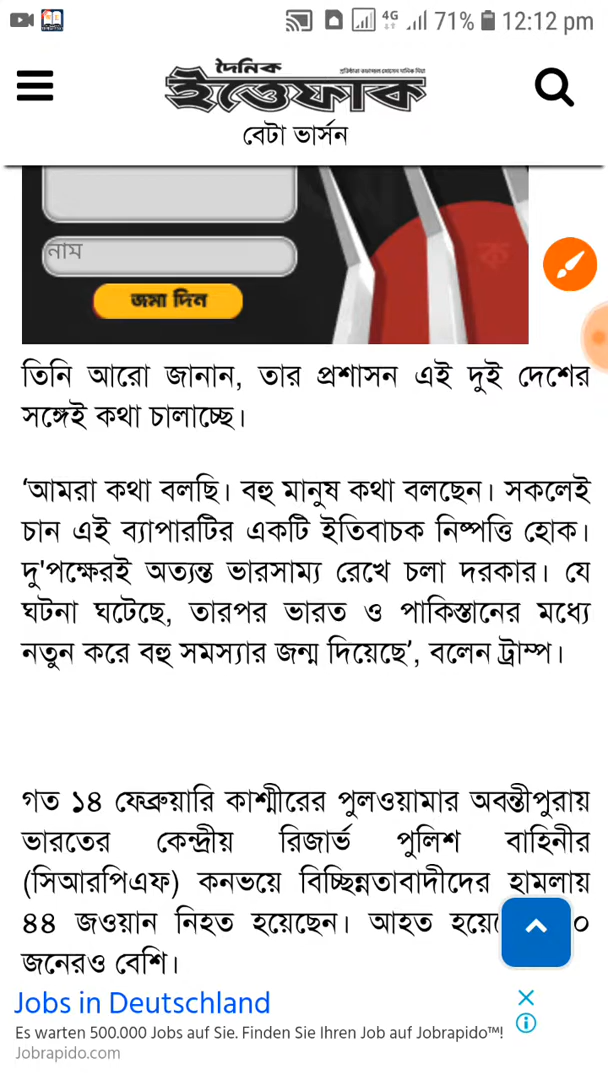 4G 71% 12:12 pm
দৈনিক
ইত্তেফাক
বেটা ভার্সন
নাম
ক
জমা দিন
তিনি আরো জানান, তার প্রশাসন এই দুই দেশের
সঙ্গেই কথা চালাচ্ছে।
‘আমরা কথা বলছি। বহু মানুষ কথা বলছেন। সকলেই
চান এই ব্যাপারটির একটি ইতিবাচক নিষ্পত্তি হোক।
দু'পক্ষেরই অত্যন্ত ভারসাম্য রেখে চলা দরকার। যে
ঘটনা ঘটেছে, তারপর ভারত ও পাকিস্তানের মধ্যে
নতুন করে বহু সমস্যার জন্ম দিয়েছে’, বলেন ট্রাম্প।
গত ১৪ ফেব্রুয়ারি কাশ্মীরের পুলওয়ামার অবন্তীপুরায়
ভারতের কেন্দ্রীয় রিজার্ভ পুলিশ বাহিনীর
(সিআরপিএফ) কনভয়ে বিচ্ছিন্নতাবাদীদের হামলায়
৪৪ জওয়ান নিহত হয়েছেন। আহত ০
জনেরও বেশি।
Jobs in Deutschland
Es warten 500.000 Jobs auf Sie. Finden Sie Ihren Job auf Jobrapido™!
Jobrapido.com